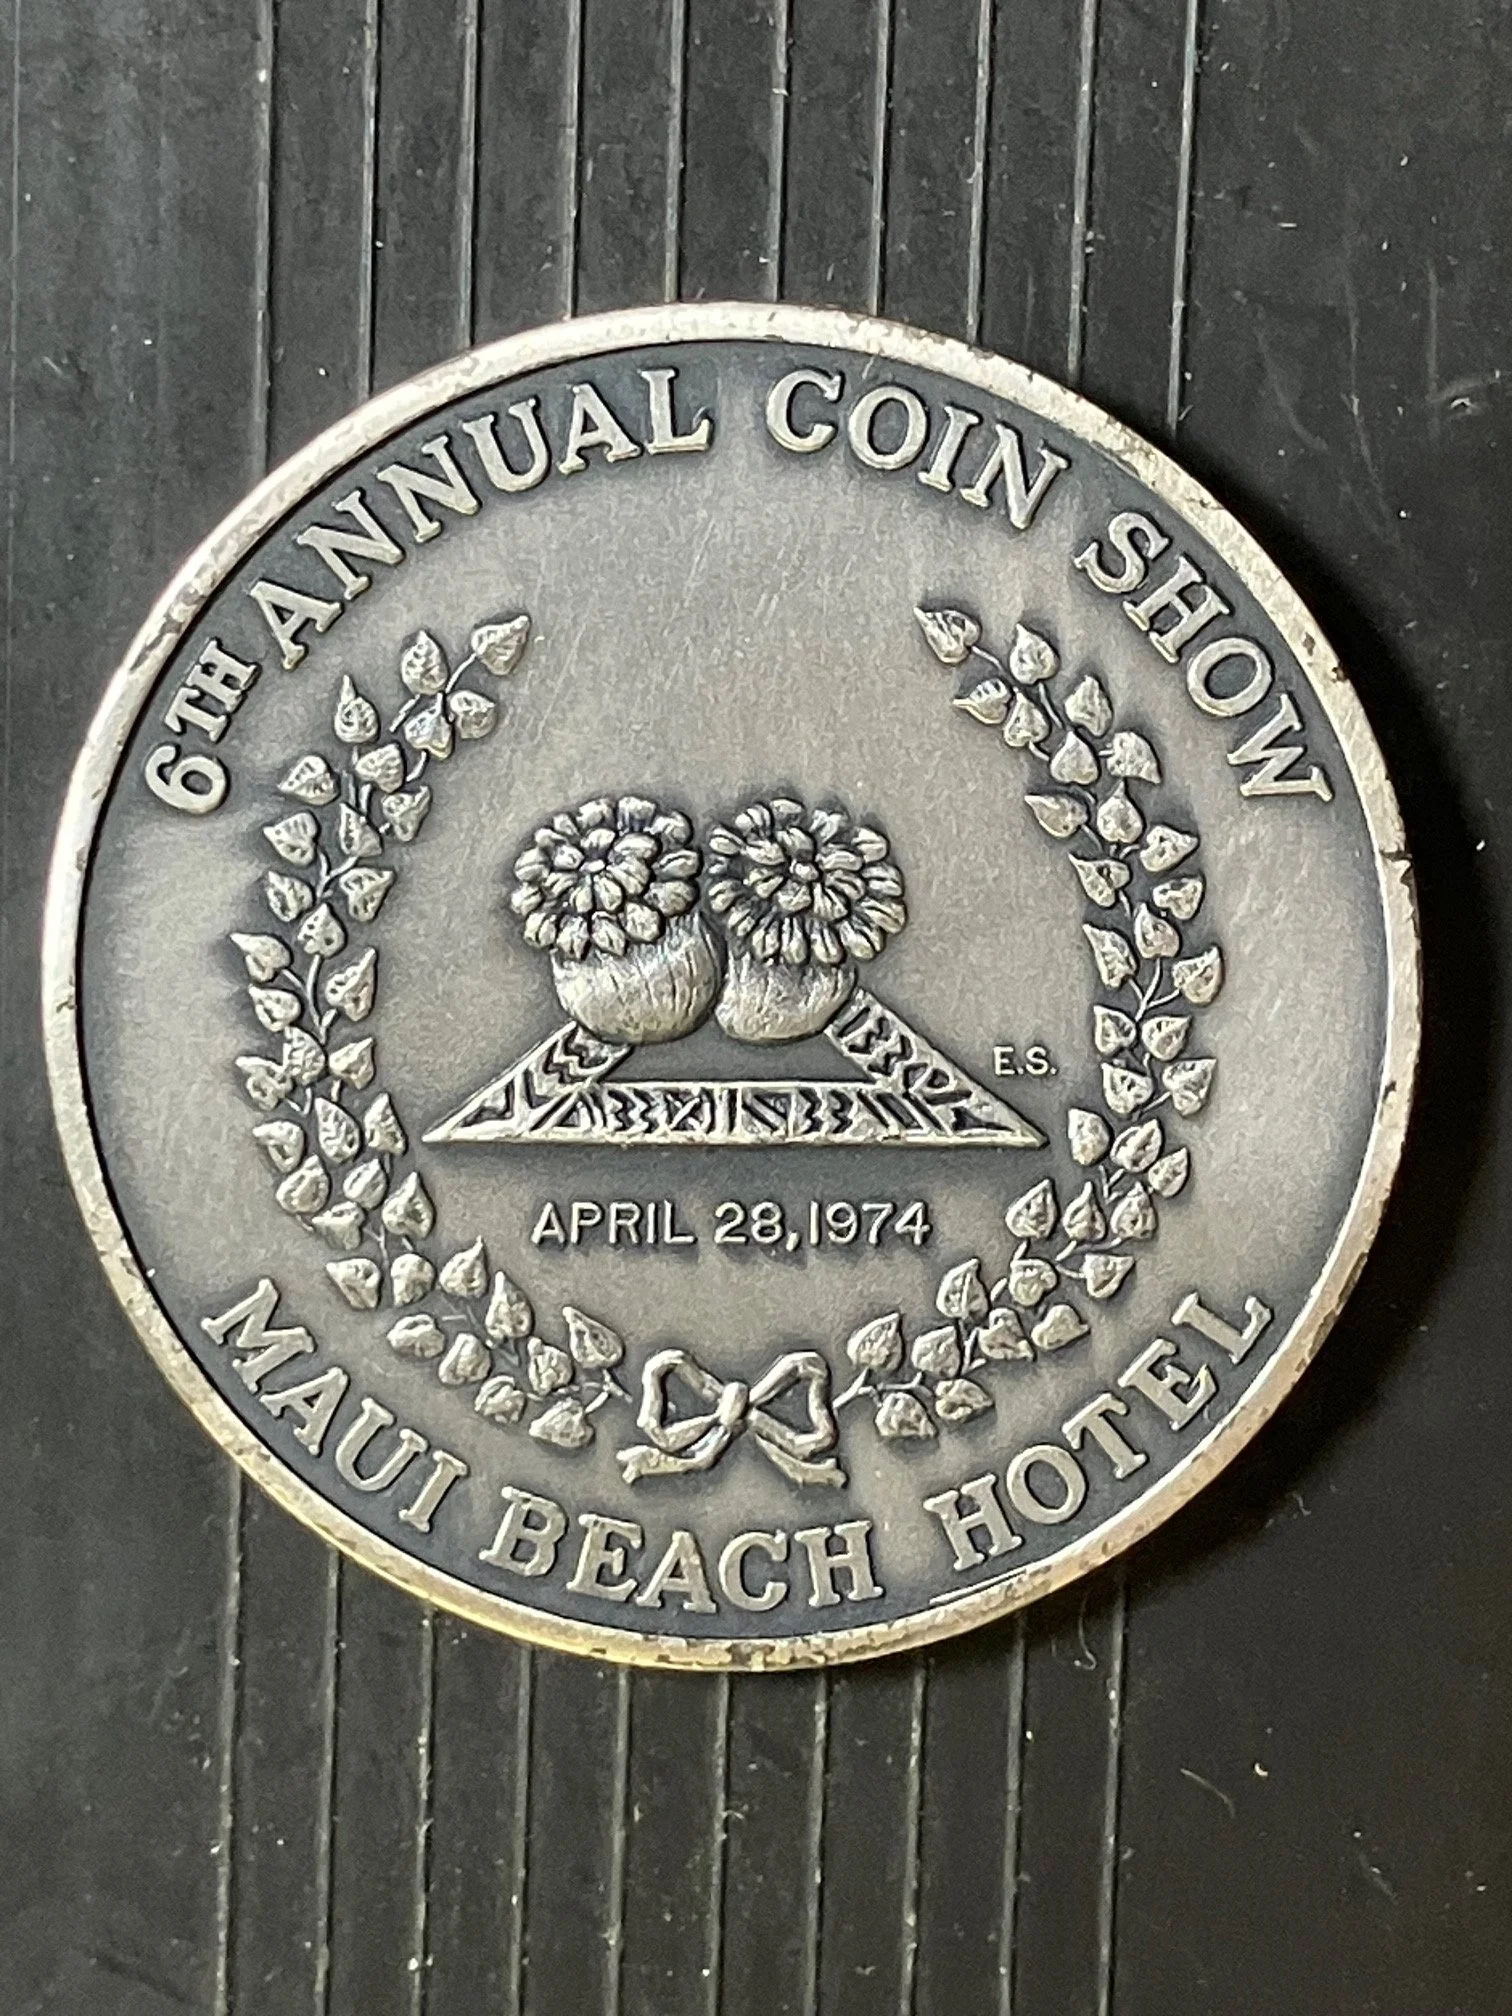 6TH ANNUAL COIN SHOW
E.S.
APRIL 28, 1974
MAUI BEACH HOTEL